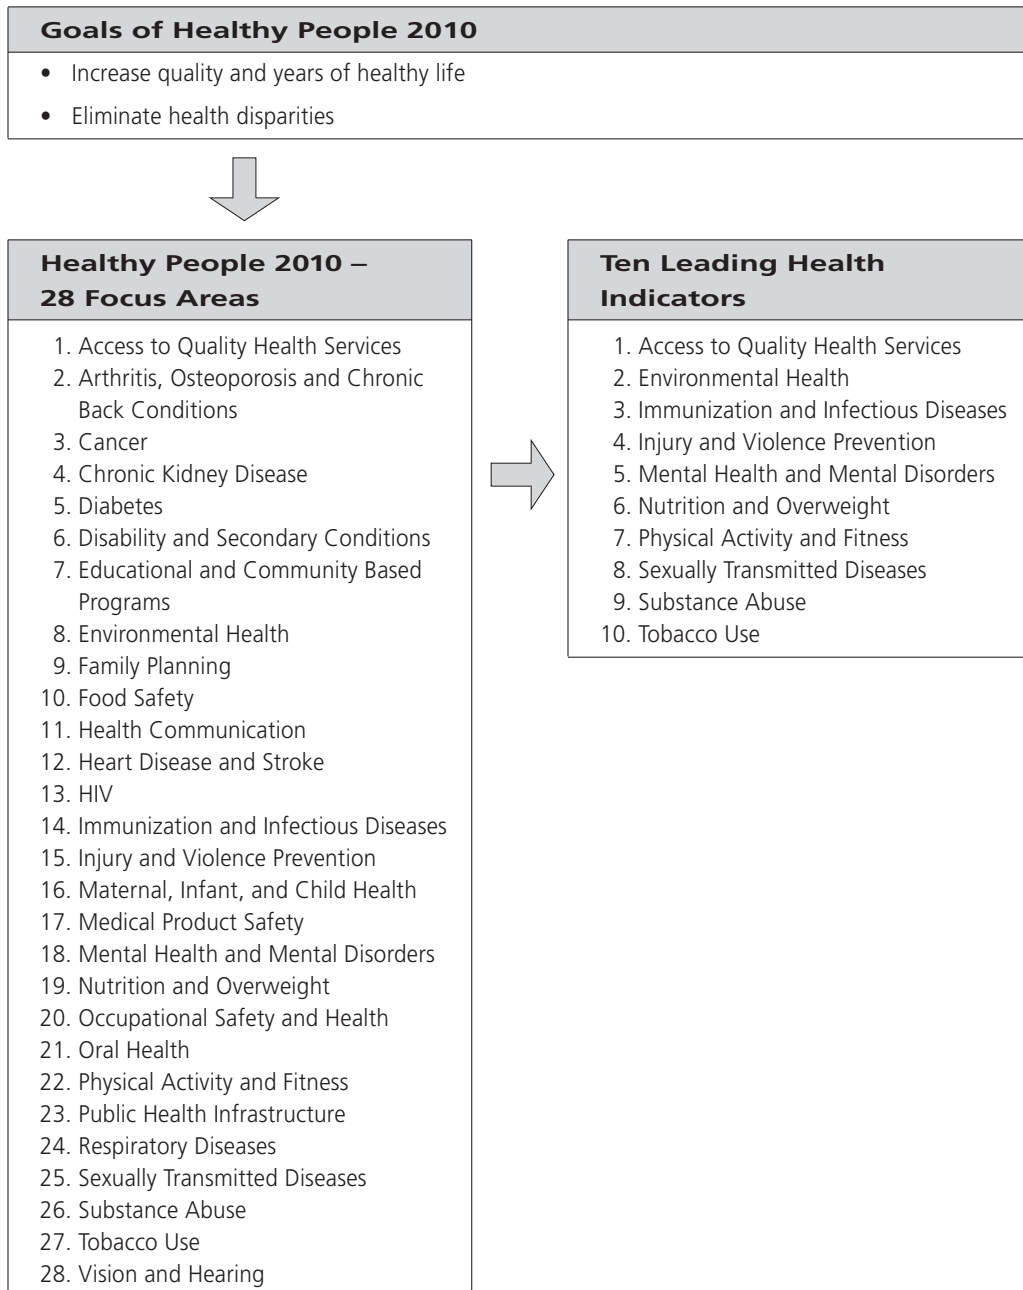 Goals of Healthy People 2010
• Increase quality and years of healthy life
• Eliminate health disparities
Healthy People 2010 –
28 Focus Areas
1. Access to Quality Health Services
2. Arthritis, Osteoporosis and Chronic
Back Conditions
3. Cancer
4. Chronic Kidney Disease
5. Diabetes
6. Disability and Secondary Conditions
7. Educational and Community Based
Programs
8. Environmental Health
9. Family Planning
10. Food Safety
11. Health Communication
12. Heart Disease and Stroke
13. HIV
14. Immunization and Infectious Diseases
15. Injury and Violence Prevention
16. Maternal, Infant, and Child Health
17. Medical Product Safety
18. Mental Health and Mental Disorders
19. Nutrition and Overweight
20. Occupational Safety and Health
21. Oral Health
22. Physical Activity and Fitness
23. Public Health Infrastructure
24. Respiratory Diseases
25. Sexually Transmitted Diseases
26. Substance Abuse
27. Tobacco Use
28. Vision and Hearing
Ten Leading Health
Indicators
1. Access to Quality Health Services
2. Environmental Health
3. Immunization and Infectious Diseases
4. Injury and Violence Prevention
5. Mental Health and Mental Disorders
6. Nutrition and Overweight
7. Physical Activity and Fitness
8. Sexually Transmitted Diseases
9. Substance Abuse
10. Tobacco Use